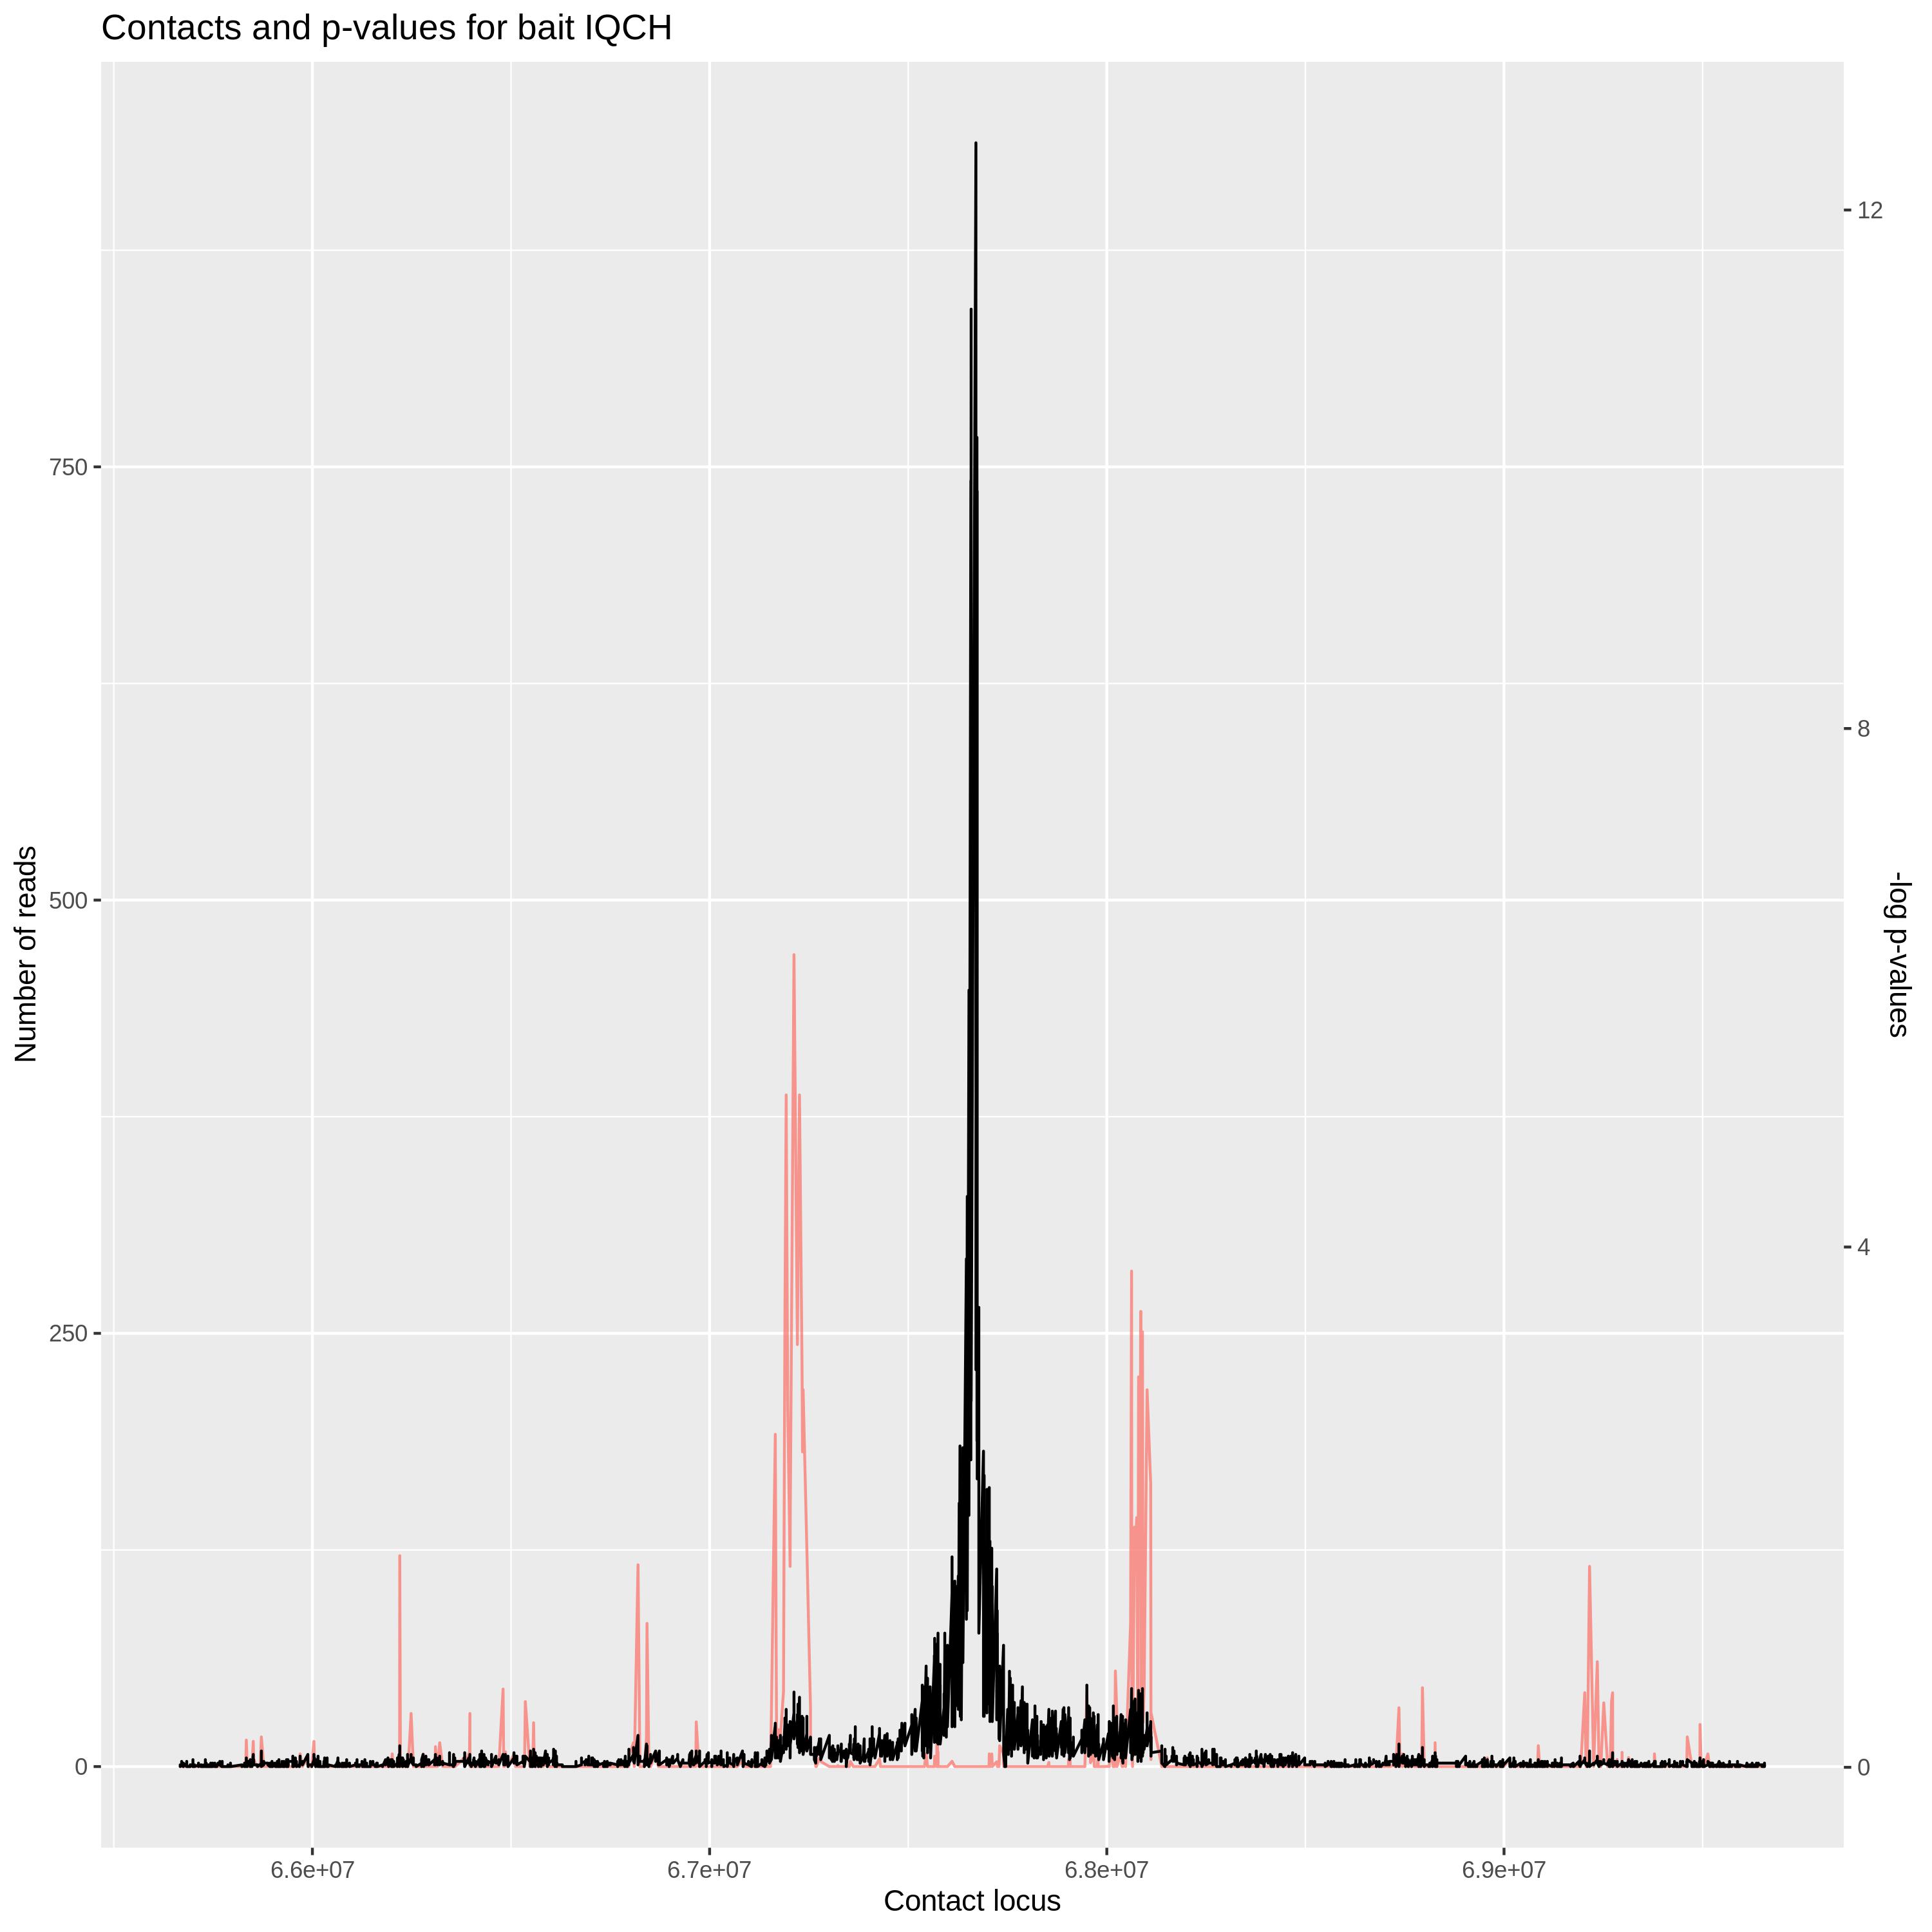 Contacts and p-values for bait IQCH
12
750
8
Number of reads
-log p-values
500
4
250
0
0
6.6e+07
6.7e+07
6.8e+07
6.9e+07
Contact locus